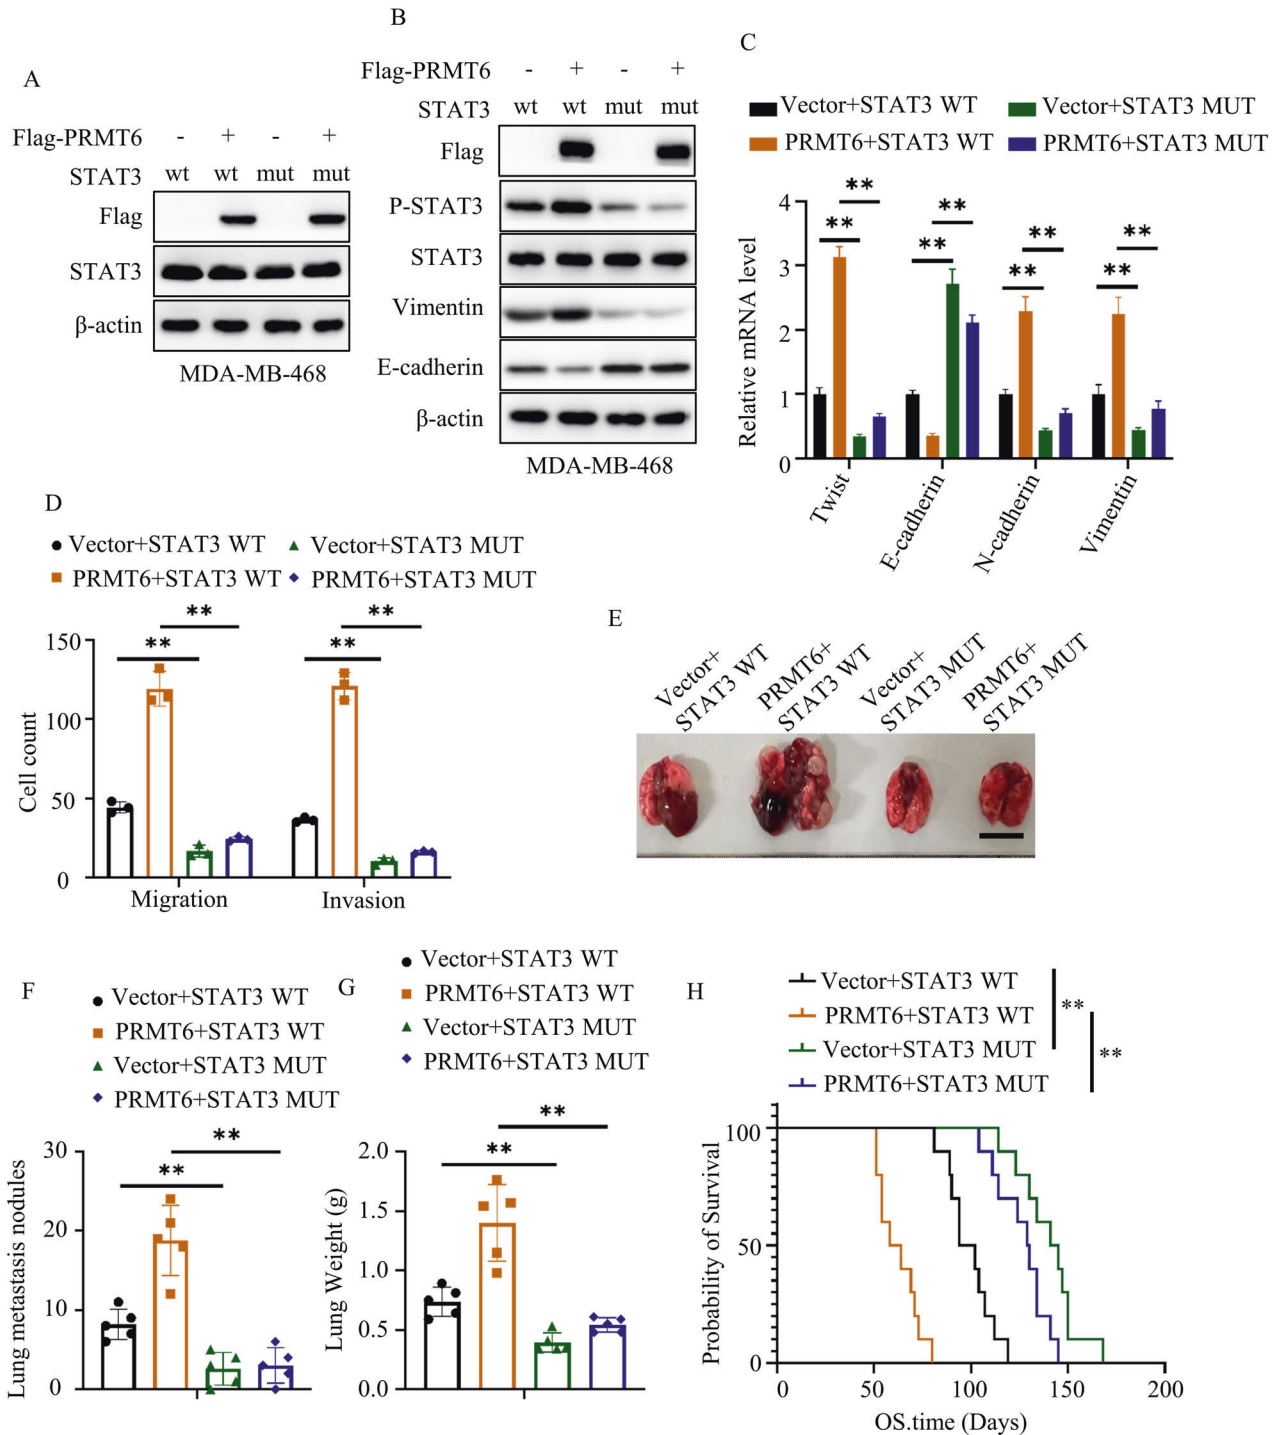 A
Flag-PRMT6 - + - +
STAT3 wt wt mut mut
Flag
STAT3
β-actin
MDA-MB-468
B
Flag-PRMT6 - + - +
STAT3 wt wt mut mut
Flag
P-STAT3
STAT3
Vimentin
E-cadherin
β-actin
MDA-MB-468
C
Vector+STAT3 WT Vector+STAT3 MUT
PRMT6+STAT3 WT PRMT6+STAT3 MUT
Relative mRNA level
4
3
2
1
0
** ** ** **
** ** ** **
Twist E-cadherin N-cadherin Vimentin
D
Vector+STAT3 WT Vector+STAT3 MUT
PRMT6+STAT3 WT PRMT6+STAT3 MUT
Cell count
150
100
50
0
** **
** **
Migration Invasion
E
Vector+
STAT3 WT
PRMT6+
STAT3 WT
Vector+
STAT3 MUT
PRMT6+
STAT3 MUT
F
Vector+STAT3 WT
PRMT6+STAT3 WT
Vector+STAT3 MUT
PRMT6+STAT3 MUT
Lung metastasis nodules
30
20
10
0
**
**
G
Vector+STAT3 WT
PRMT6+STAT3 WT
Vector+STAT3 MUT
PRMT6+STAT3 MUT
Lung Weight (g)
2.0
1.5
1.0
0.5
0.0
**
**
H
Vector+STAT3 WT
PRMT6+STAT3 WT
Vector+STAT3 MUT
PRMT6+STAT3 MUT
**
**
Probability of Survival
100
50
0
0 50 100 150 200
OS.time (Days)